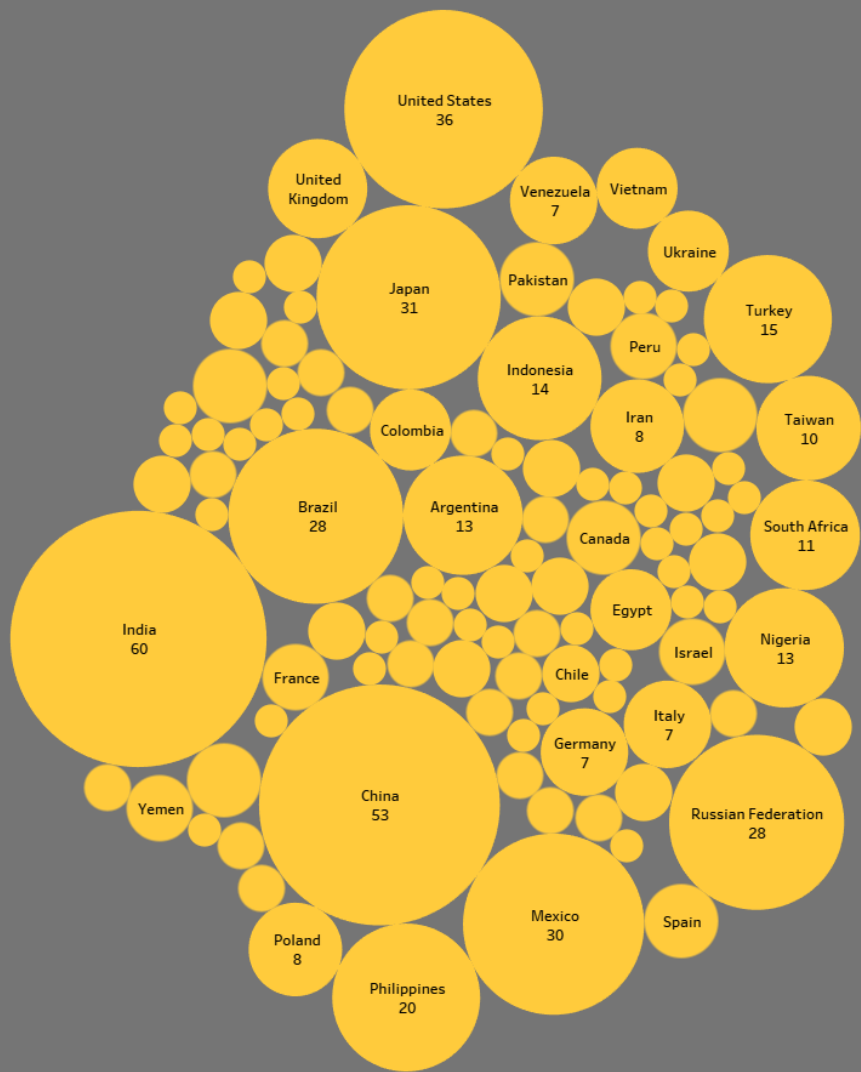 United States
36
United
Kingdom
Venezuela
7
Vietnam
Ukraine
Japan
31
Pakistan
Turkey
15
Peru
Indonesia
14
Colombia
Iran
8
Taiwan
10
Brazil
28
Argentina
13
Canada
South Africa
11
India
60
Egypt
Nigeria
13
Israel
France
Chile
Italy
7
Germany
7
China
53
Yemen
Russian Federation
28
Mexico
30
Spain
Poland
8
Philippines
20